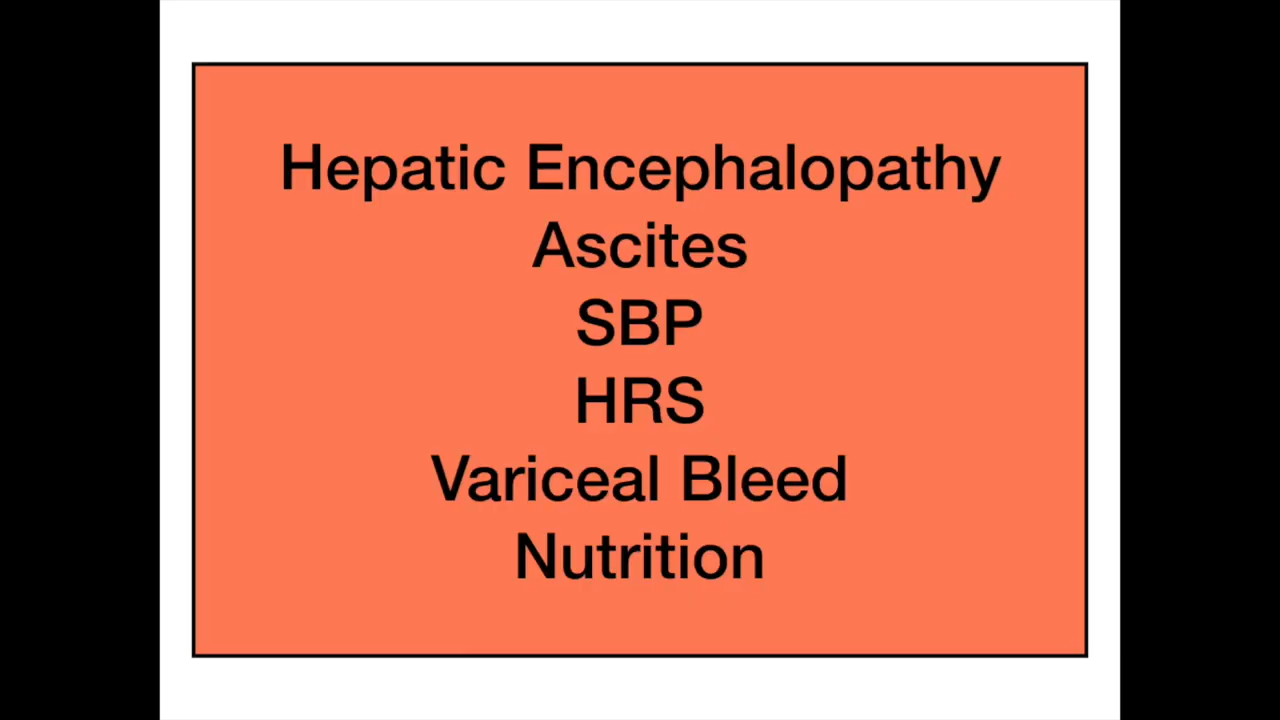 Hepatic Encephalopathy
Ascites
SBP
HRS
Variceal Bleed
Nutrition